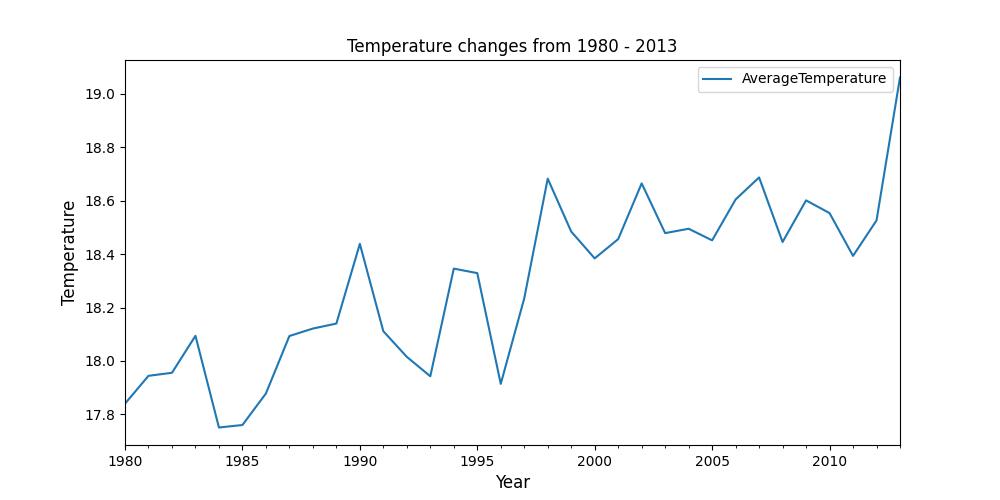 Temperature changes from 1980 - 2013
AverageTemperature
19.0
18.8
18.6
18.4
18.2
18.0
17.8
Temperature
1980 1985 1990 1995 2000 2005 2010
Year